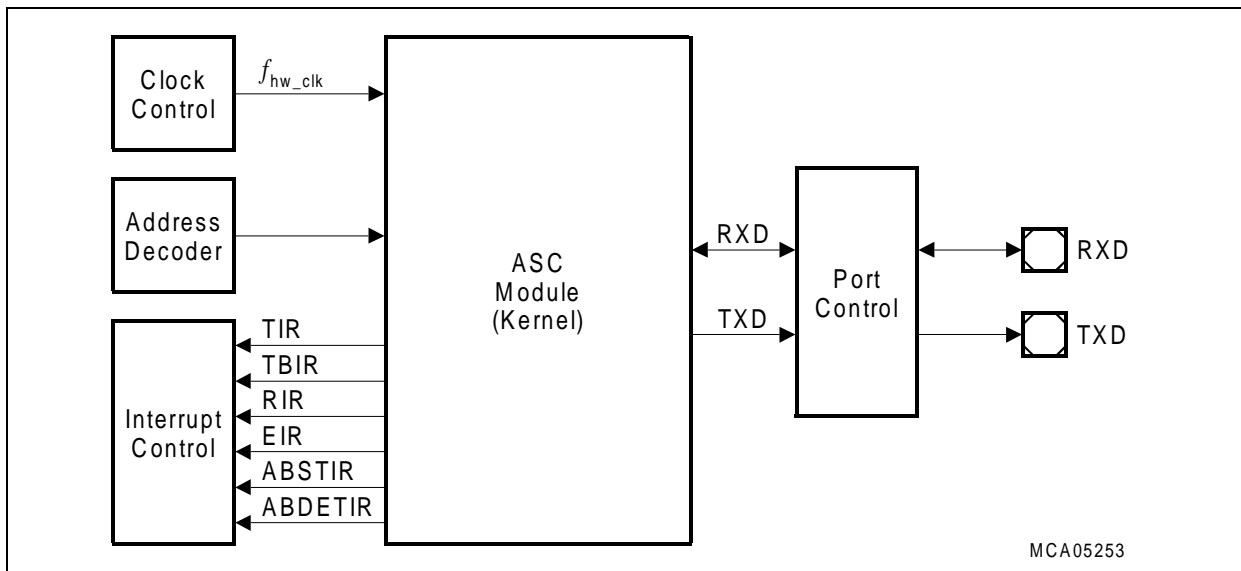 Clock
Control
f hw_clk
Address
Decoder
Interrupt
Control
TIR
TBIR
RIR
EIR
ABSTIR
ABDETIR
ASC
Module
(Kernel)
RXD
TXD
Port
Control
RXD
TXD
MCA05253